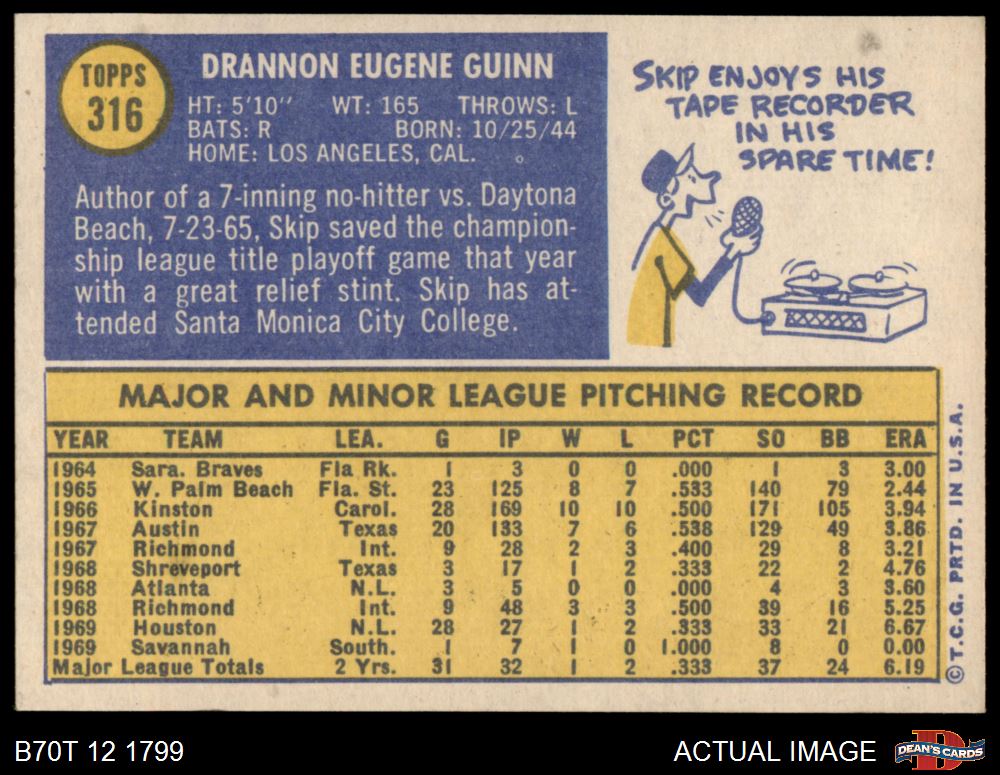 TOPPS
316
DRANNON EUGENE GUINN
HT: 5'10" WT: 165 THROWS: L
BATS: R BORN: 10/25/44
HOME: LOS ANGELES, CAL.
Author of a 7-inning no-hitter vs. Daytona
Beach, 7-23-65, Skip saved the champion-
ship league title playoff game that year
with a great relief stint. Skip has at-
tended Santa Monica City College.
SKIP ENJOYS HIS
TAPE RECORDER
IN HIS
SPARE TIME!
MAJOR AND MINOR LEAGUE PITCHING RECORD
YEAR TEAM LEA. G IP W L PCT SO BB ERA
1964 Sara. Braves Fla Rk. 1 3 0 0 .000 1 3 3.00
1965 W. Palm Beach Fla. St. 23 125 8 7 .533 140 79 2.44
1966 Kinston Carol. 28 169 10 10 .500 171 105 3.94
1967 Austin Texas 20 133 7 6 .538 129 49 3.86
1967 Richmond Int. 9 28 2 3 .400 29 8 3.21
1968 Shreveport Texas 3 17 1 2 .333 22 2 4.76
1968 Atlanta N.L. 3 5 0 0 .000 4 3 3.60
1968 Richmond Int. 9 48 3 3 .500 39 16 5.25
1969 Houston N.L. 28 27 1 2 .333 33 21 6.67
1969 Savannah South. 1 7 1 0 1.000 8 0 0.00
Major League Totals 2 Yrs. 31 32 1 2 .333 37 24 6.19
© T.C.G. PRTD. IN U.S.A.
B70T 12 1799
ACTUAL IMAGE
DEAN'S CARDS